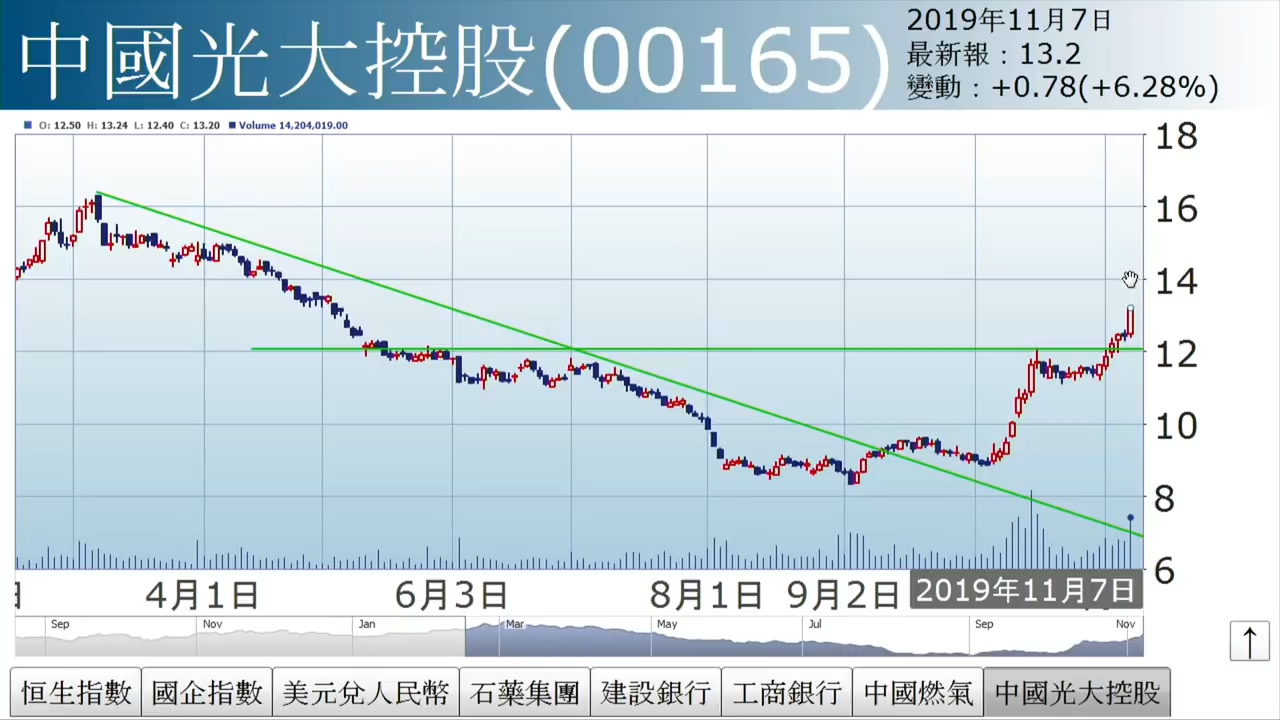 中國光大控股(00165)
2019年11月7日
最新報：13.2
變動：+0.78(+6.28%)
O: 12.50 H: 13.24 L: 12.40 C: 13.20 Volume 14,204,019.00
18
16
14
12
10
8
6
4月1日 6月3日 8月1日 9月2日 2019年11月7日
Sep Nov Jan Mar May Jul Sep Nov
↑
恒生指數 國企指數 美元兌人民幣 石藥集團 建設銀行 工商銀行 中國燃氣 中國光大控股